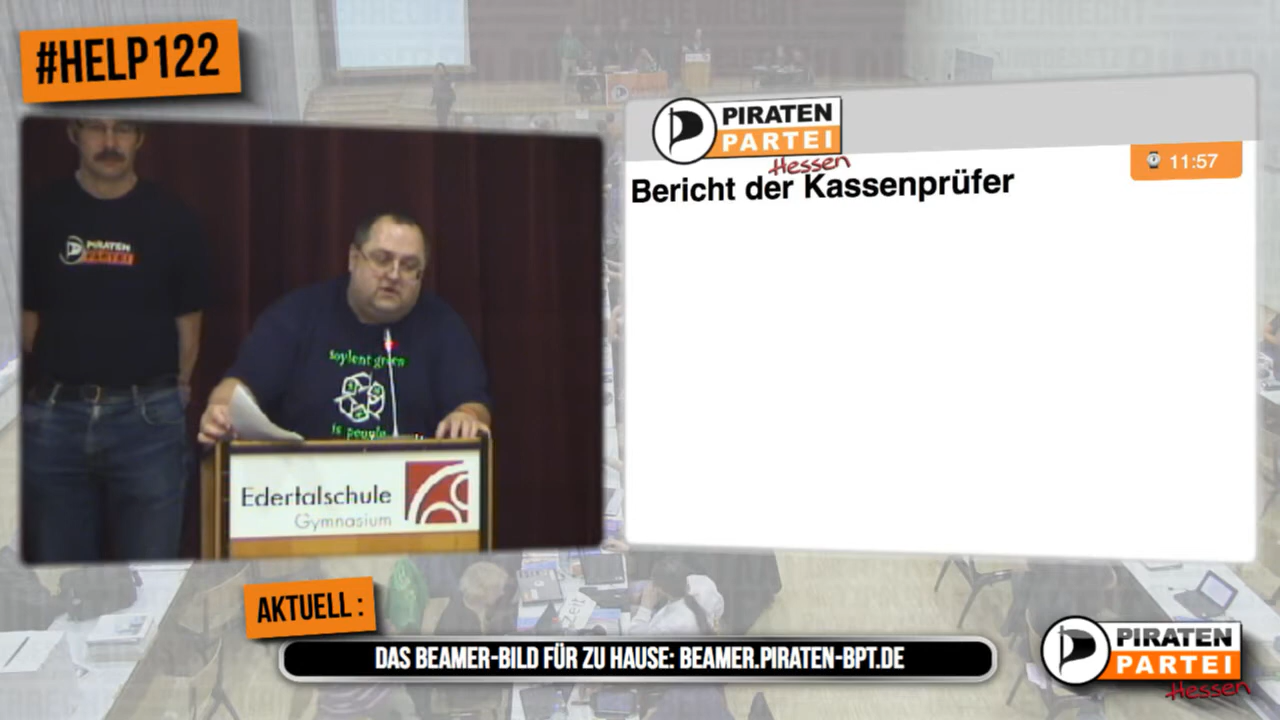 #HELP122
PIRATEN
PARTEI
Hessen
11:57
Bericht der Kassenprüfer
PIRATEN
PARTEI
soylent green
is people
Edertalschule
Gymnasium
AKTUELL :
DAS BEAMER-BILD FÜR ZU HAUSE: BEAMER.PIRATEN-BPT.DE
PIRATEN
PARTEI
Hessen